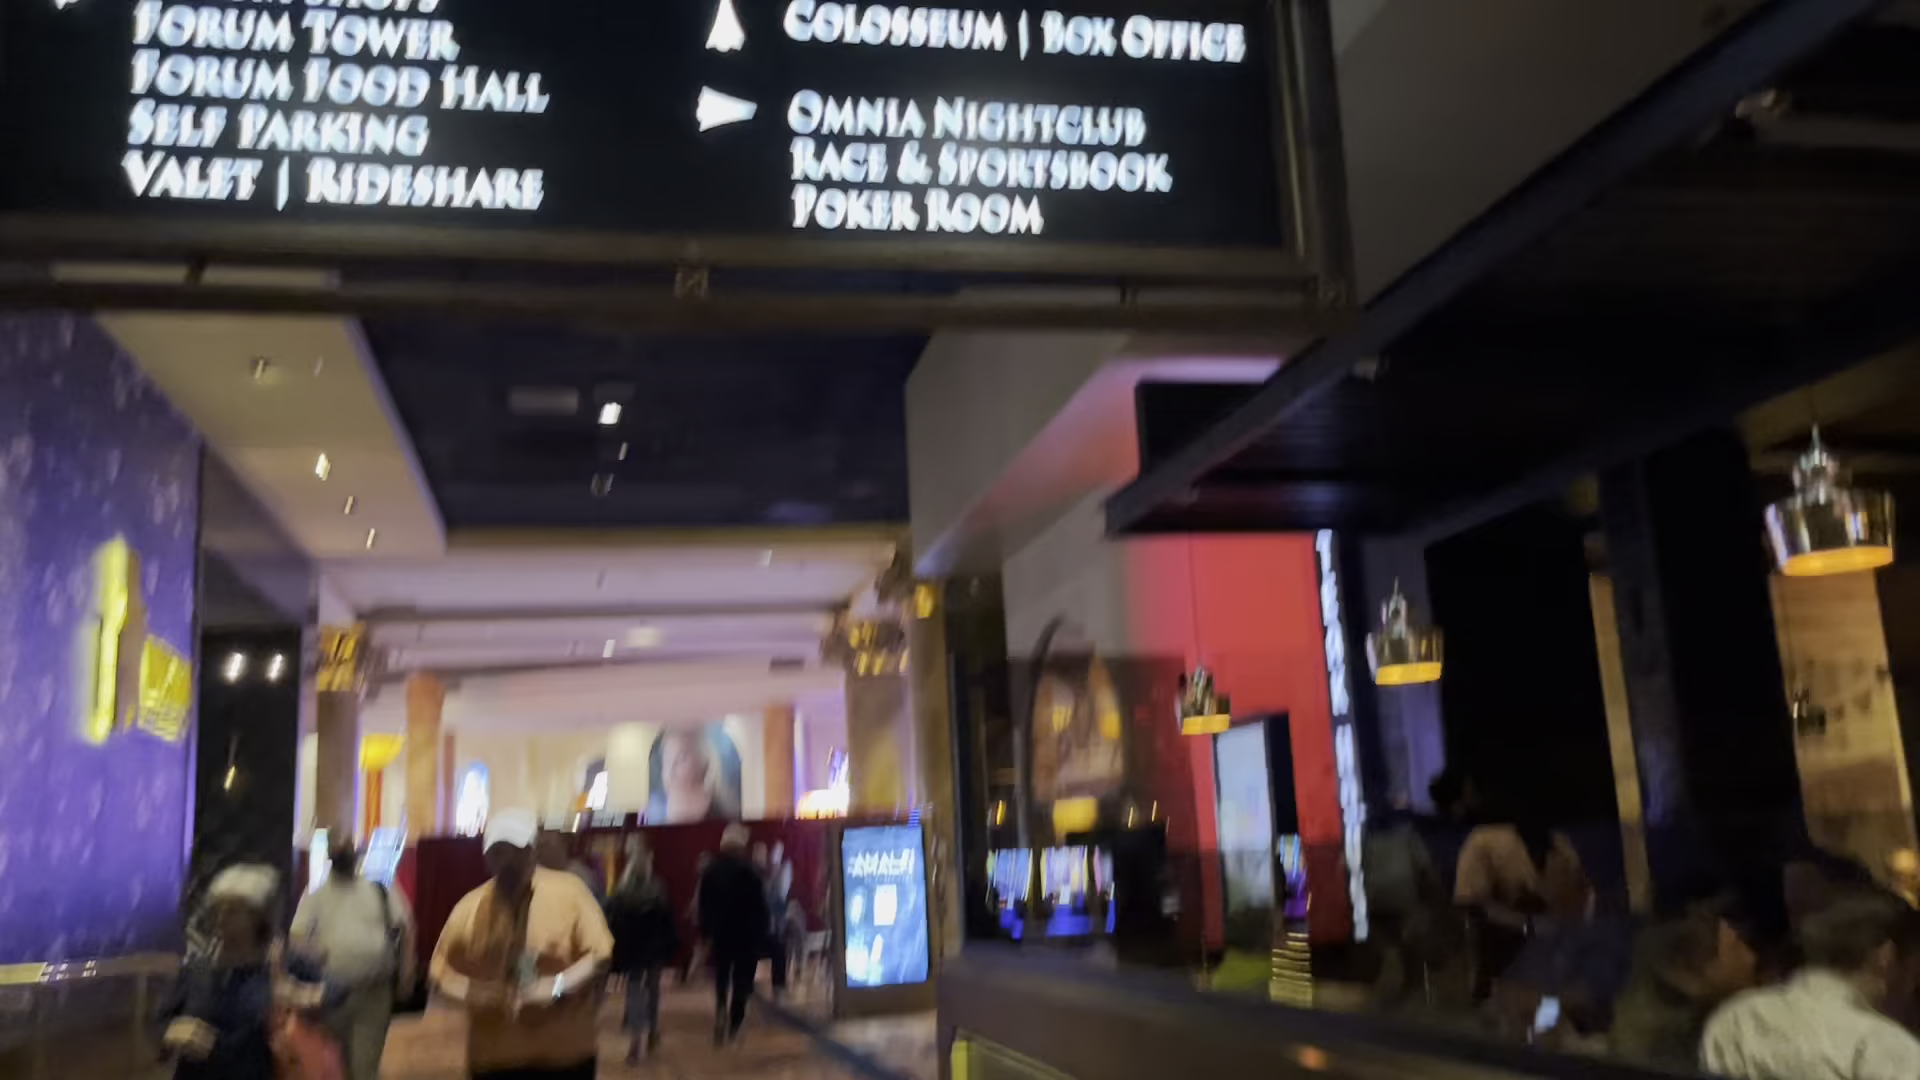 FORUM TOWER
FORUM FOOD HALL
SELF PARKING
VALET | RIDESHARE
COLOSSEUM | BOX OFFICE
OMNIA NIGHTCLUB
RACE & SPORTSBOOK
POKER ROOM
AMALFI